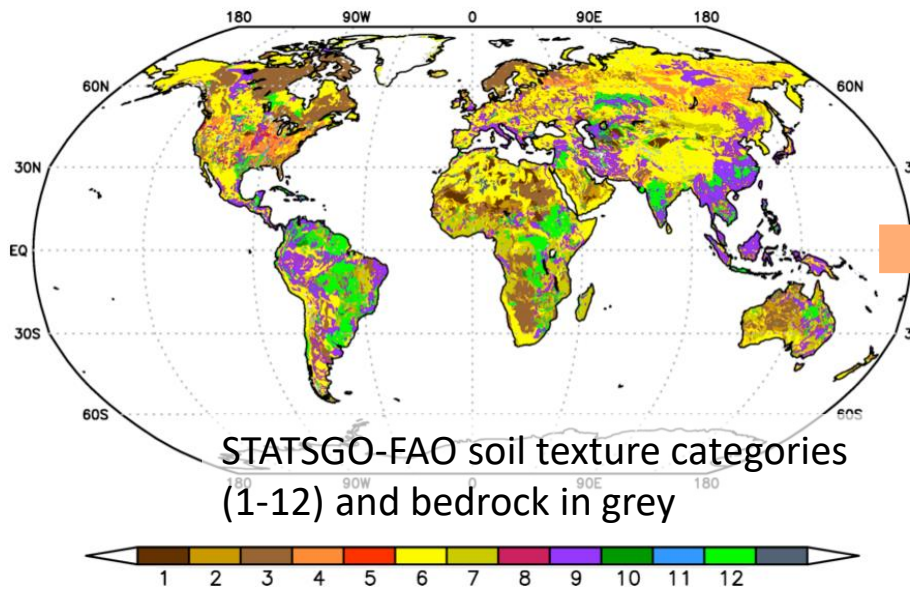 180 90W 0 90E 180
60N 60N
30N 30N
EQ
30S 3
60S 60S
STATSGO-FAO soil texture categories
180 90W 0 90E 180
(1-12) and bedrock in grey
1 2 3 4 5 6 7 8 9 10 11 12